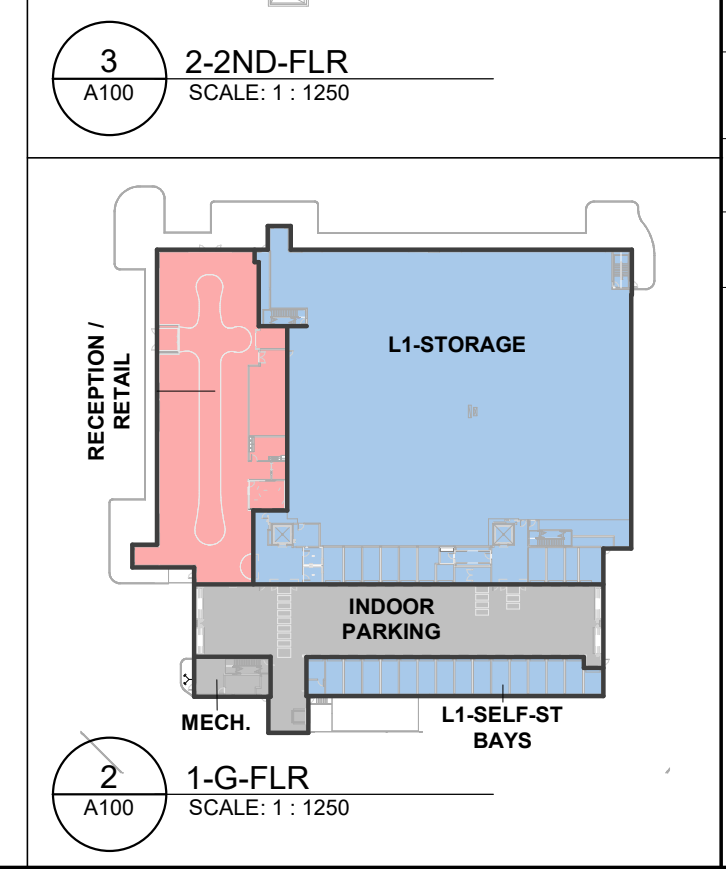 3
A100
2-2ND-FLR
SCALE: 1 : 1250
RECEPTION /
RETAIL
L1-STORAGE
INDOOR
PARKING
MECH.
L1-SELF-ST
BAYS
2
A100
1-G-FLR
SCALE: 1 : 1250